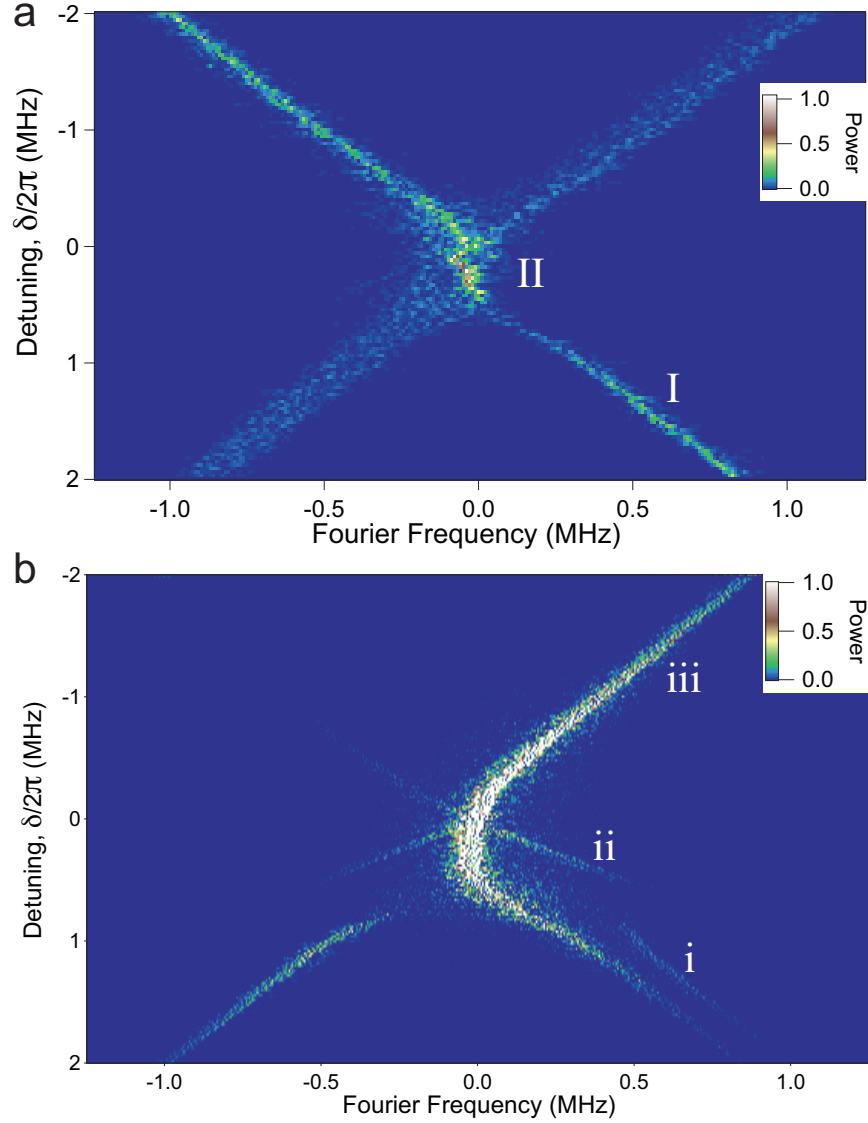 a
-2
-1
0
1
2
Detuning, δ/2π (MHz)
1.0
0.5
0.0
Power
II
I
-1.0 -0.5 0.0 0.5 1.0
Fourier Frequency (MHz)
b
-2
-1
0
1
2
Detuning, δ/2π (MHz)
1.0
0.5
0.0
Power
iii
ii
i
-1.0 -0.5 0.0 0.5 1.0
Fourier Frequency (MHz)